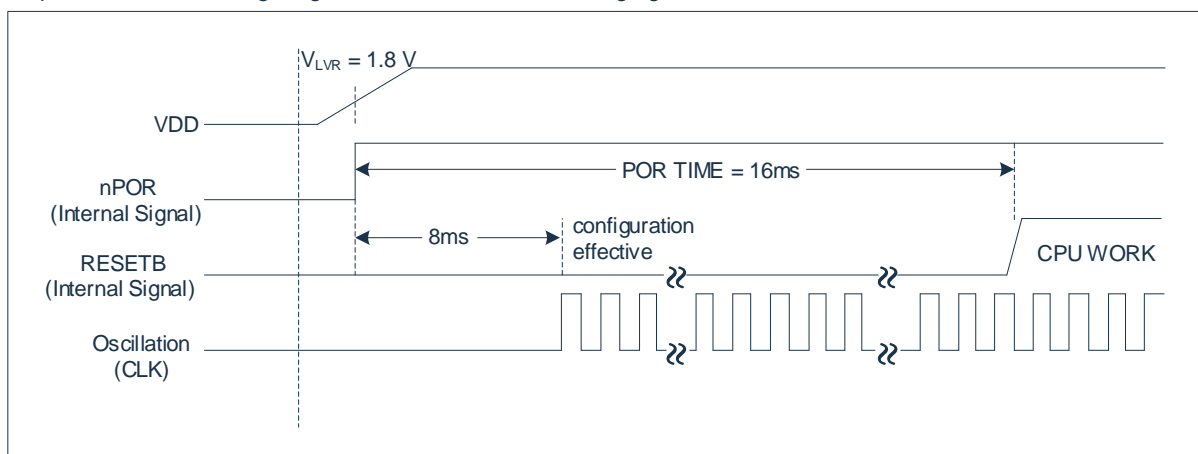 V_LVR = 1.8 V
VDD
nPOR
(Internal Signal)
POR TIME = 16ms
8ms
configuration
effective
RESETB
(Internal Signal)
CPU WORK
Oscillation
(CLK)